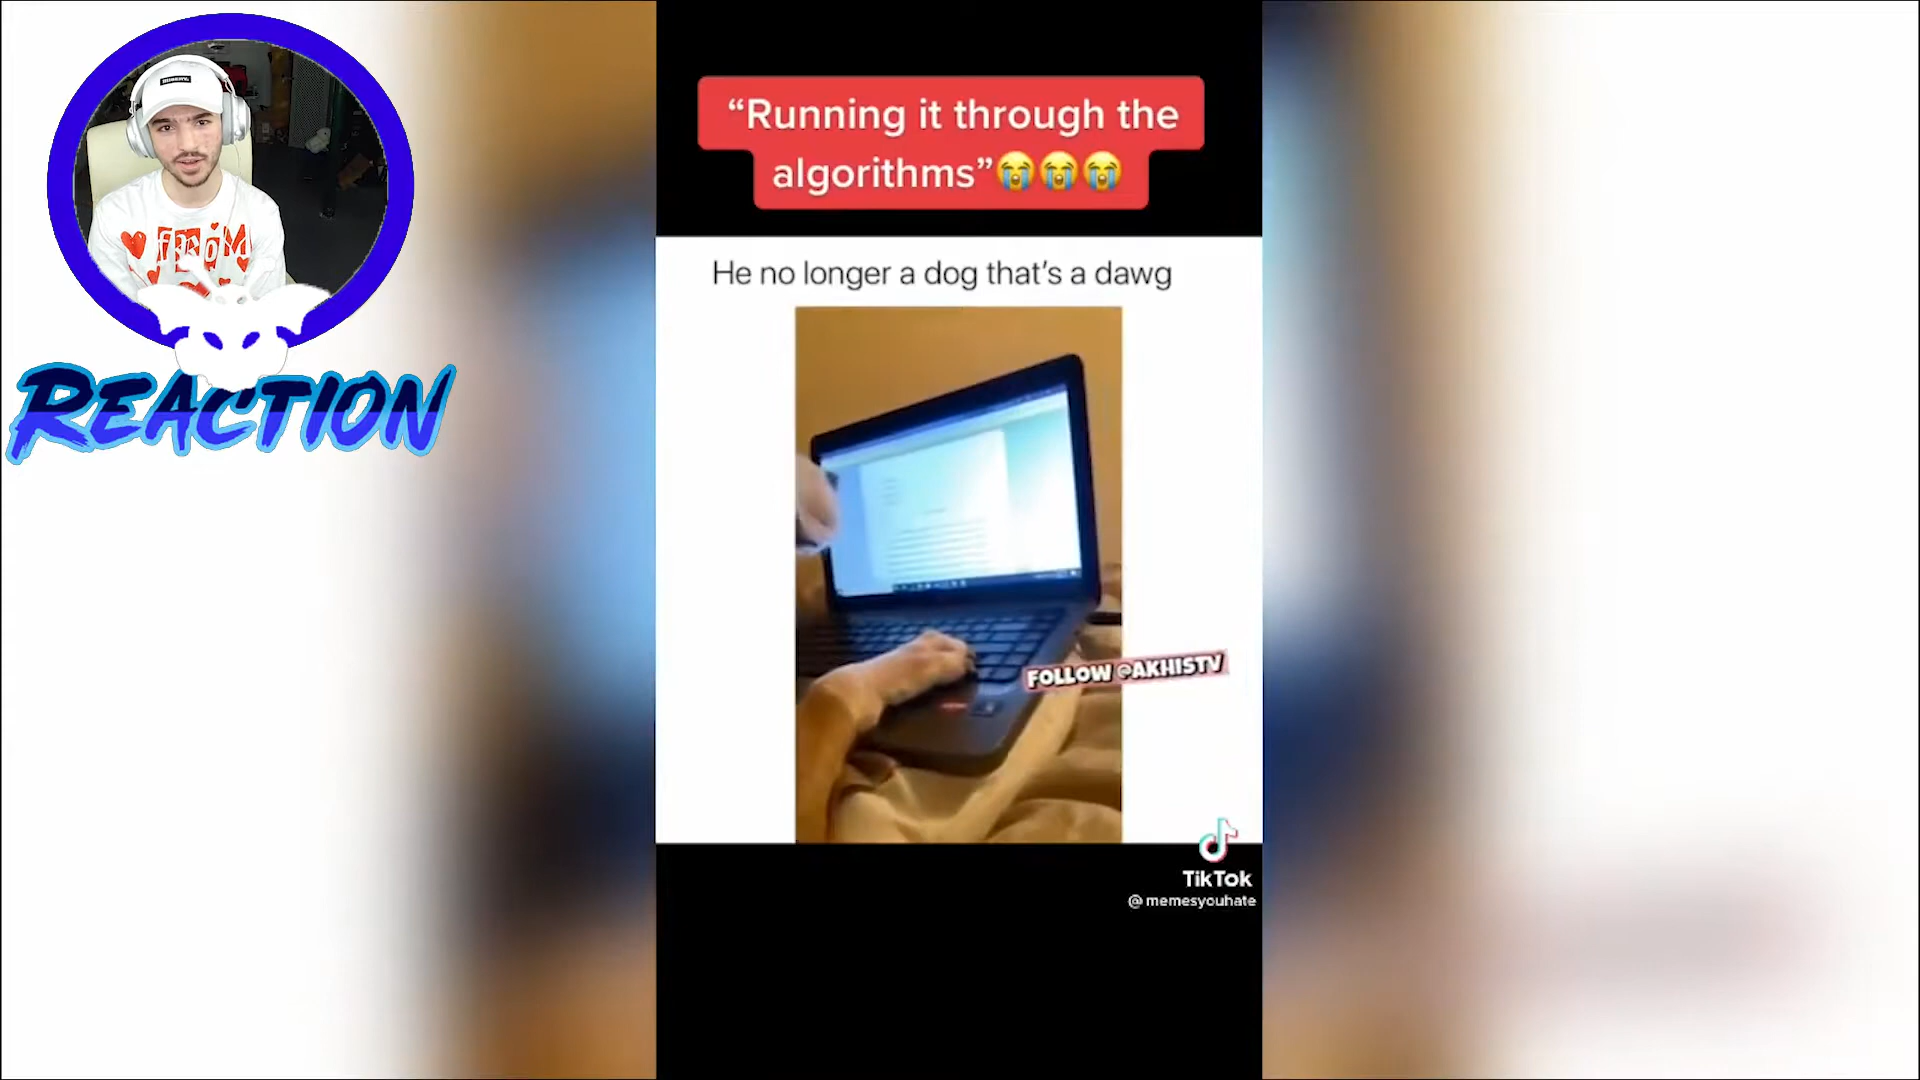 “Running it through the
algorithms”😭😭😭
He no longer a dog that's a dawg
FOLLOW @AKHISTV
TikTok
@memesyouhate
REACTION